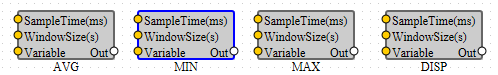 SampleTime(ms) SampleTime(ms) SampleTime(ms) SampleTime(ms)
WindowSize(s) WindowSize(s) WindowSize(s) WindowSize(s)
Variable Out Variable Out Variable Out Variable Out
AVG MIN MAX DISP